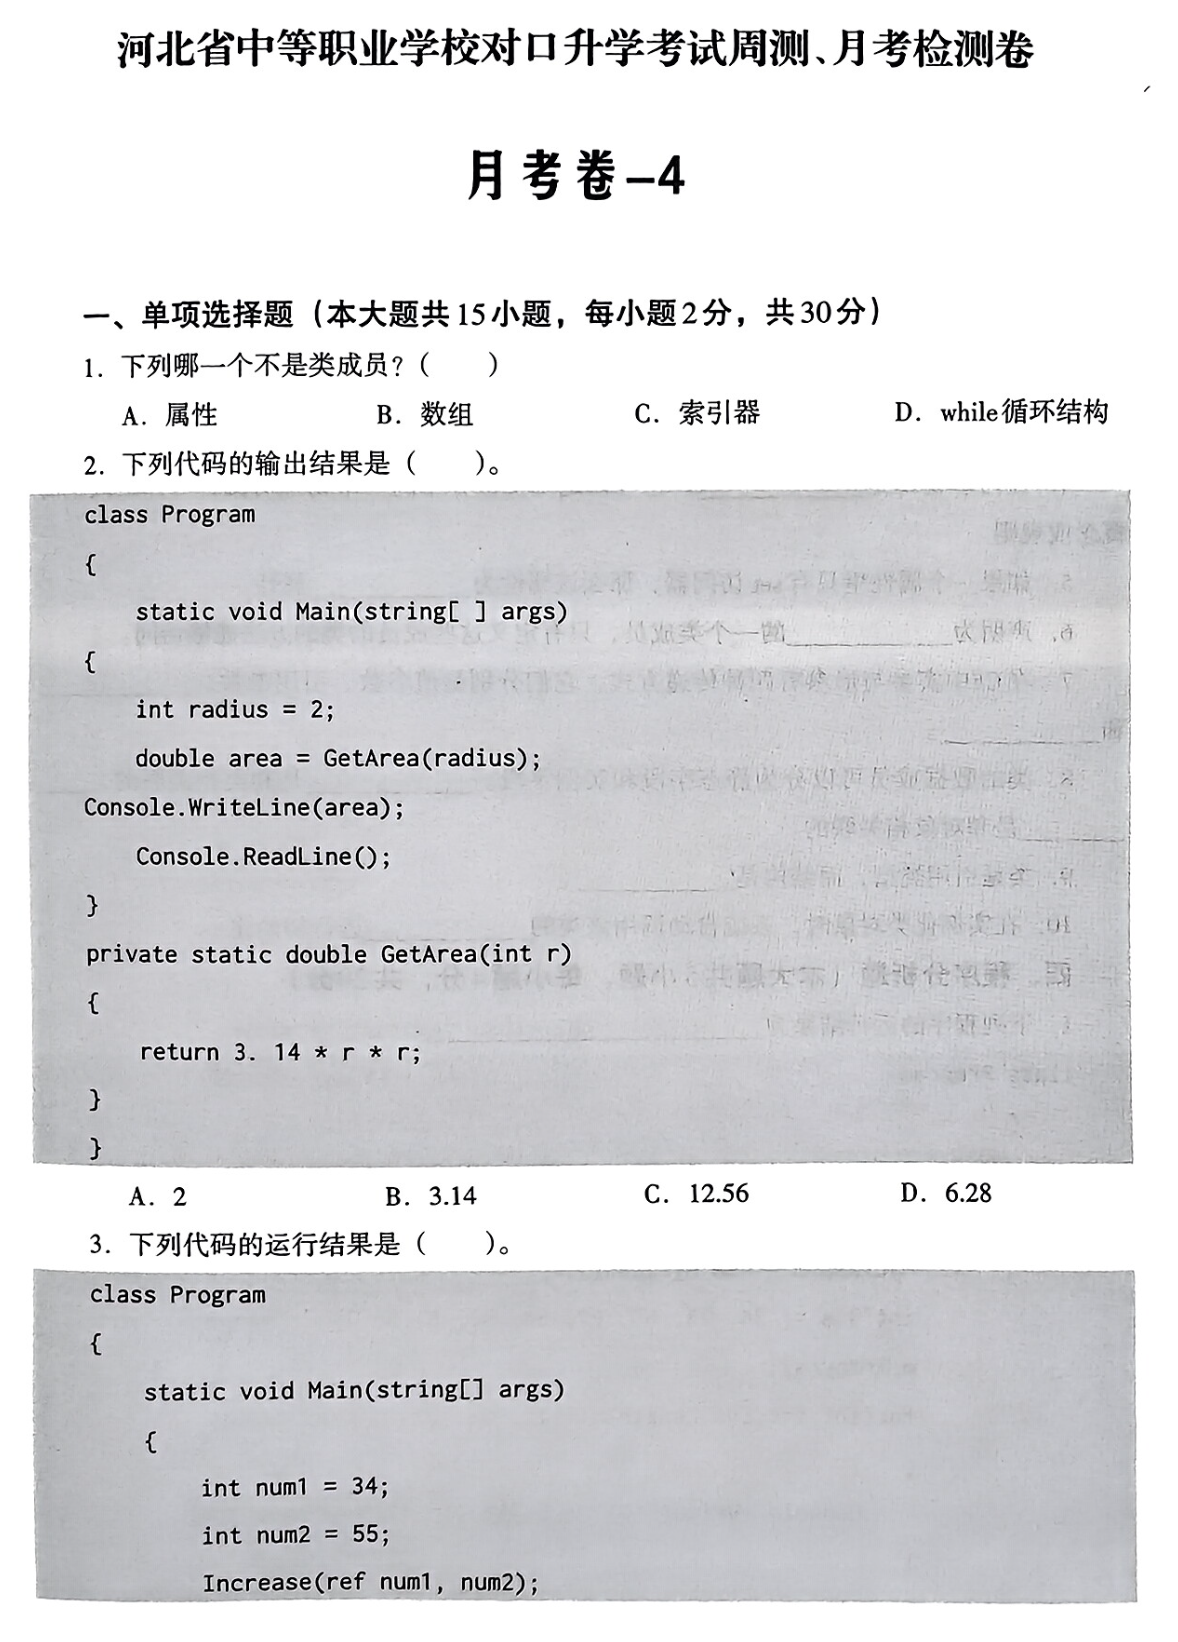 河北省中等职业学校对口升学考试周测、月考检测卷
月考卷-4
一、单项选择题（本大题共15小题，每小题2分，共30分）
1. 下列哪一个不是类成员？（　　）
A. 属性　B. 数组　C. 索引器　D. while循环结构
2. 下列代码的输出结果是（　　）。
class Program
{
static void Main(string[ ] args)
{
int radius = 2;
double area = GetArea(radius);
Console.WriteLine(area);
Console.ReadLine();
}
private static double GetArea(int r)
{
return 3. 14 * r * r;
}
}
A. 2　B. 3.14　C. 12.56　D. 6.28
3. 下列代码的运行结果是（　　）。
class Program
{
static void Main(string[] args)
{
int num1 = 34;
int num2 = 55;
Increase(ref num1, num2);